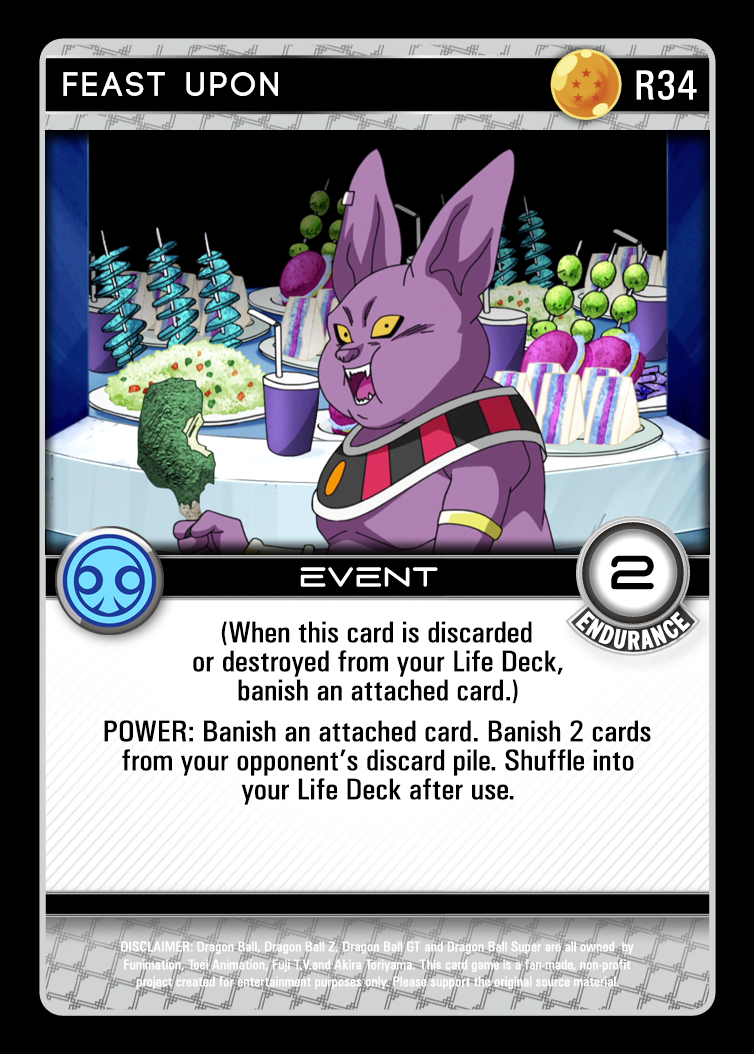 FEAST UPON
R34
EVENT
2
ENDURANCE
(When this card is discarded
or destroyed from your Life Deck,
banish an attached card.)
POWER: Banish an attached card. Banish 2 cards
from your opponent's discard pile. Shuffle into
your Life Deck after use.
DISCLAIMER: Dragon Ball, Dragon Ball Z, Dragon Ball GT and Dragon Ball Super are all owned by
Funimation, Toei Animation, Fuji T.V.and Akira Toriyama. This card game is a fan-made, non-profit
project created for entertainment purposes only. Please support the original source material.